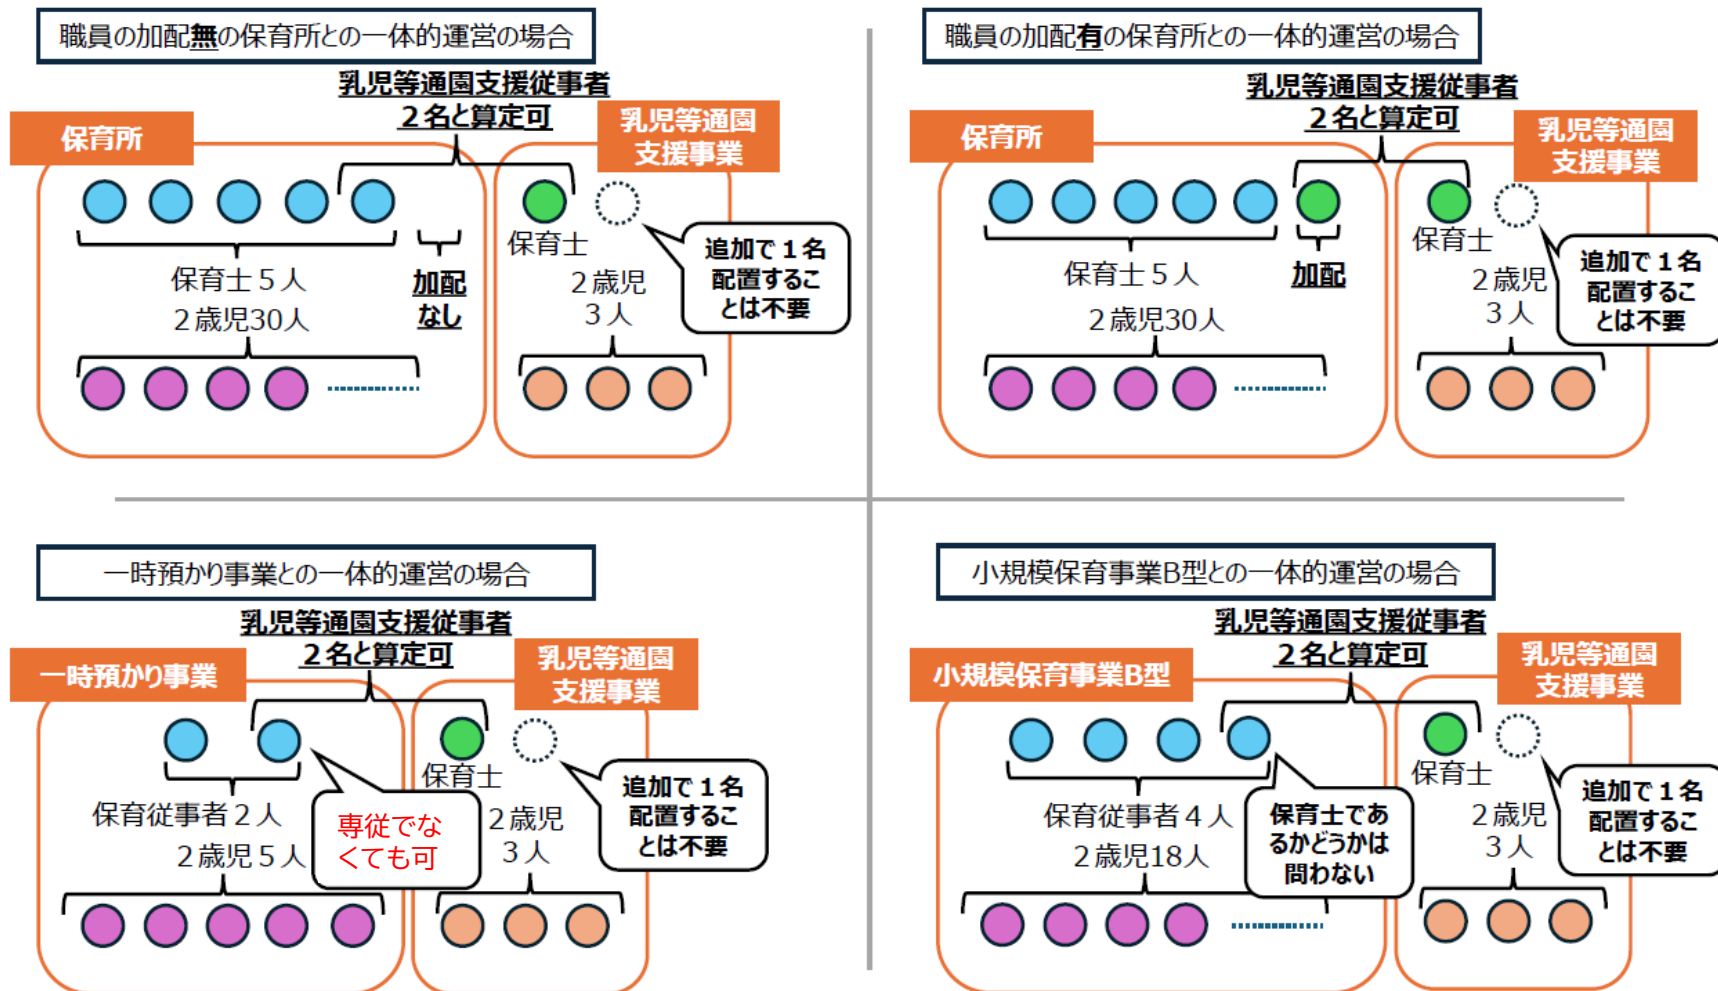 職員の加配無の保育所との一体的運営の場合
乳児等通園支援従事者
２名と算定可
保育所
乳児等通園
支援事業
保育士
追加で１名
配置するこ
とは不要
保育士５人
加配
なし
２歳児30人
２歳児
３人
職員の加配有の保育所との一体的運営の場合
乳児等通園支援従事者
２名と算定可
保育所
乳児等通園
支援事業
保育士
追加で１名
配置するこ
とは不要
保育士５人
加配
２歳児30人
２歳児
３人
一時預かり事業との一体的運営の場合
乳児等通園支援従事者
２名と算定可
一時預かり事業
乳児等通園
支援事業
保育士
追加で１名
配置するこ
とは不要
保育従事者２人
専従でな
くても可
２歳児５人
２歳児
３人
小規模保育事業B型との一体的運営の場合
乳児等通園支援従事者
２名と算定可
小規模保育事業B型
乳児等通園
支援事業
保育士
追加で１名
配置するこ
とは不要
保育従事者４人
保育士であ
るかどうかは
問わない
２歳児18人
２歳児
３人